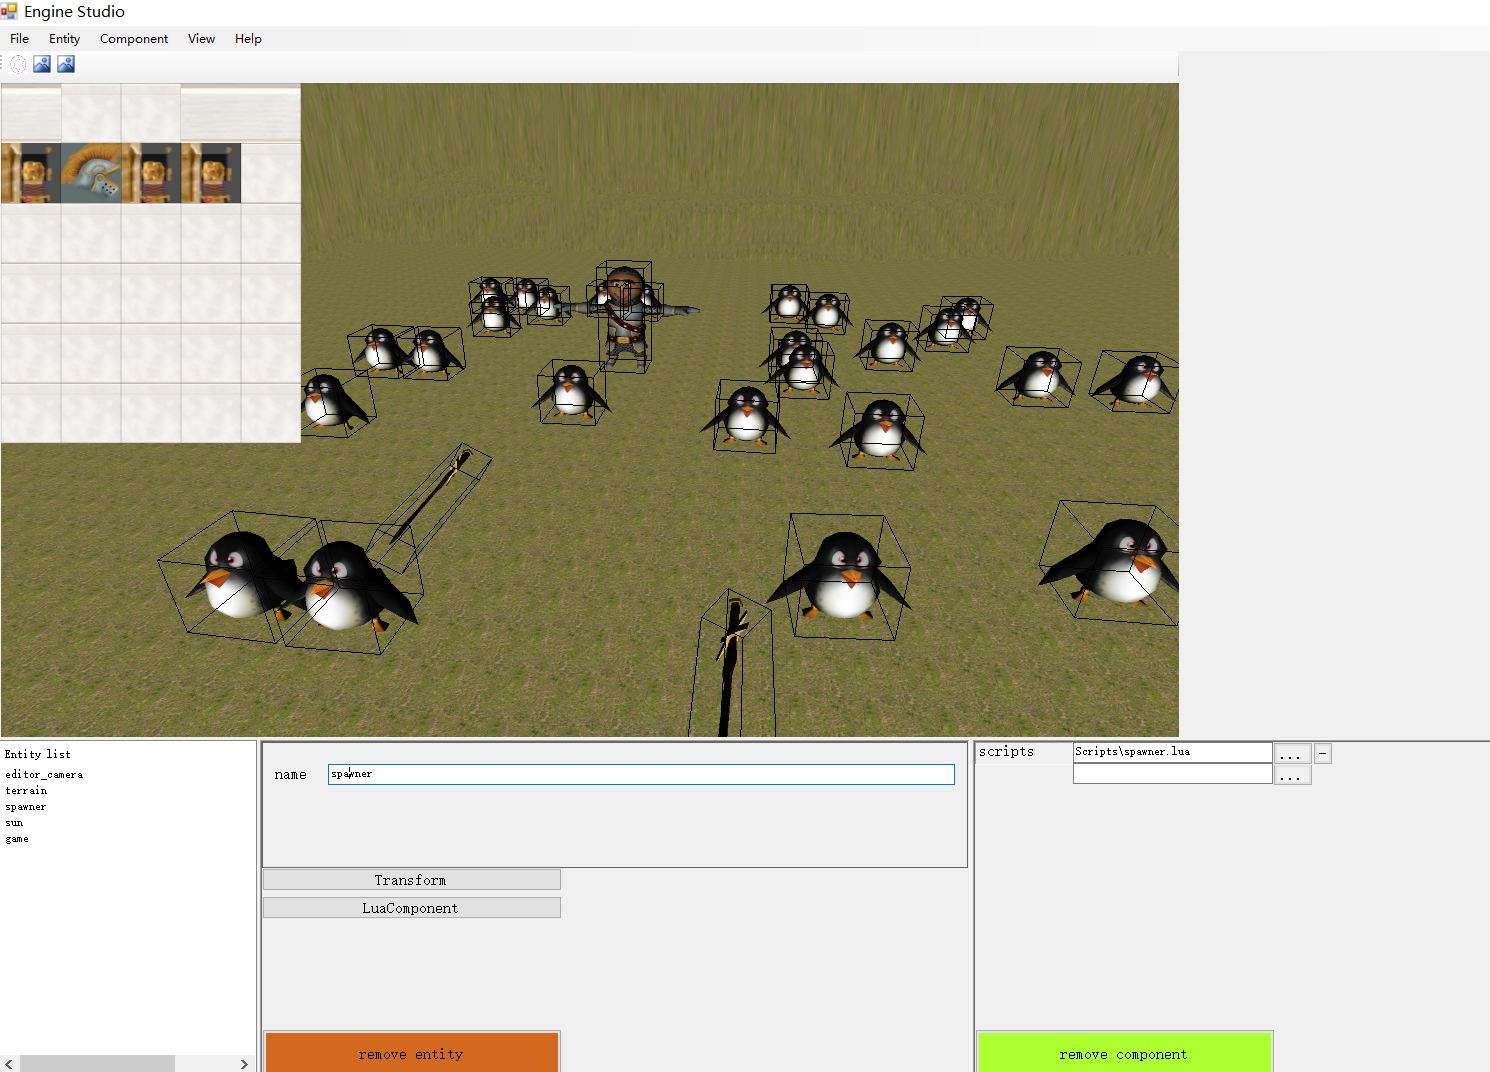 Engine Studio
File Entity Component View Help
Entity list
editor_camera
terrain
spawner
sun
game
name spawner
Transform
LuaComponent
remove entity
scripts Scripts\spawner.lua ... -
...
remove component